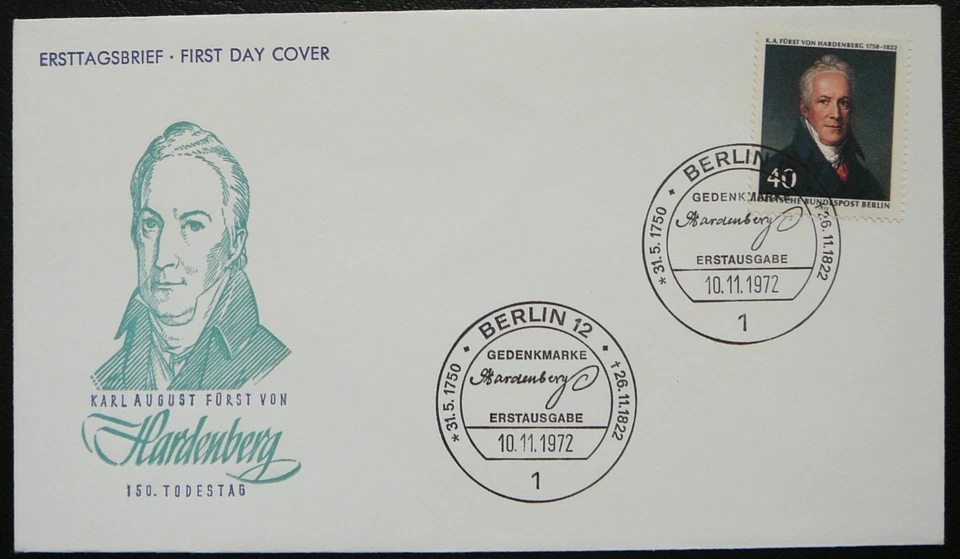 ERSTTAGSBRIEF · FIRST DAY COVER
K.A. FÜRST VON HARDENBERG 1750-1822
40
DEUTSCHE BUNDESPOST BERLIN
BERLIN
* 31.5.1750
† 26.11.1822
GEDENKMARKE
Hardenberg
ERSTAUSGABE
10.11.1972
1
BERLIN 12
* 31.5.1750
† 26.11.1822
GEDENKMARKE
Hardenberg
ERSTAUSGABE
10.11.1972
1
KARL AUGUST FÜRST VON
Hardenberg
150. TODESTAG